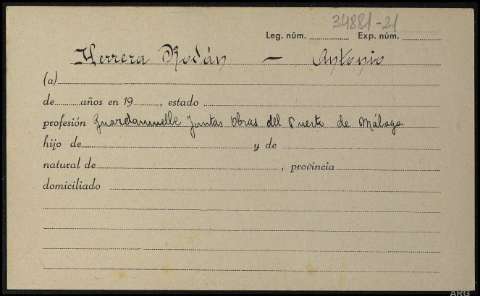 34881-21
Leg. núm. Exp. núm.
Herrera Rodán — Antonio
(a)
de años en 19 , estado
profesión Guardamuelle Juntas Obras del Puerto de Málaga
hijo de y de
natural de , provincia
domiciliado
ARG